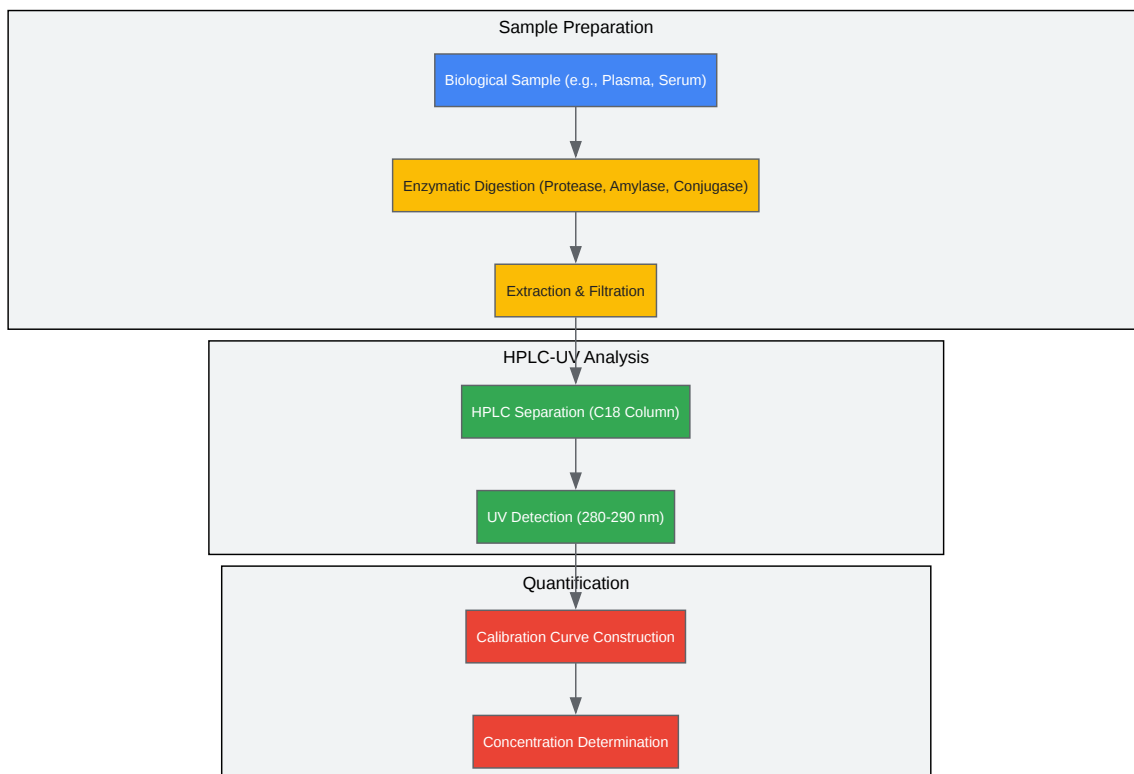 Sample Preparation
Biological Sample (e.g., Plasma, Serum)
Enzymatic Digestion (Protease, Amylase, Conjugase)
Extraction & Filtration
HPLC-UV Analysis
HPLC Separation (C18 Column)
UV Detection (280-290 nm)
Quantification
Calibration Curve Construction
Concentration Determination